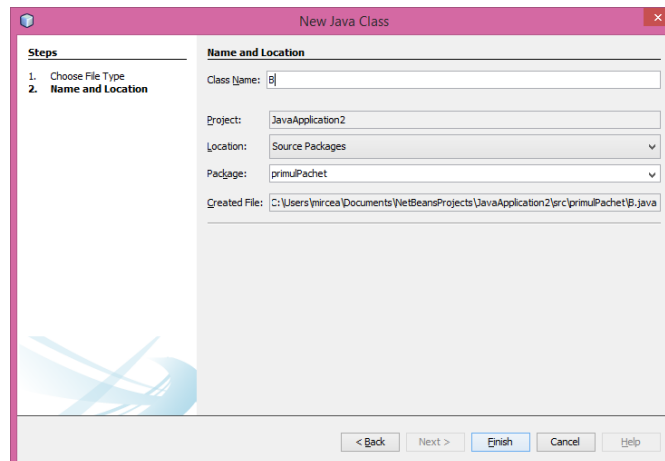 New Java Class
Steps
1. Choose File Type
2. Name and Location
Name and Location
Class Name: B
Project: JavaApplication2
Location: Source Packages
Package: primulPachet
Created File: C:\Users\mircea\Documents\NetBeansProjects\JavaApplication2\src\primulPachet\B.java
< Back Next > Finish Cancel Help